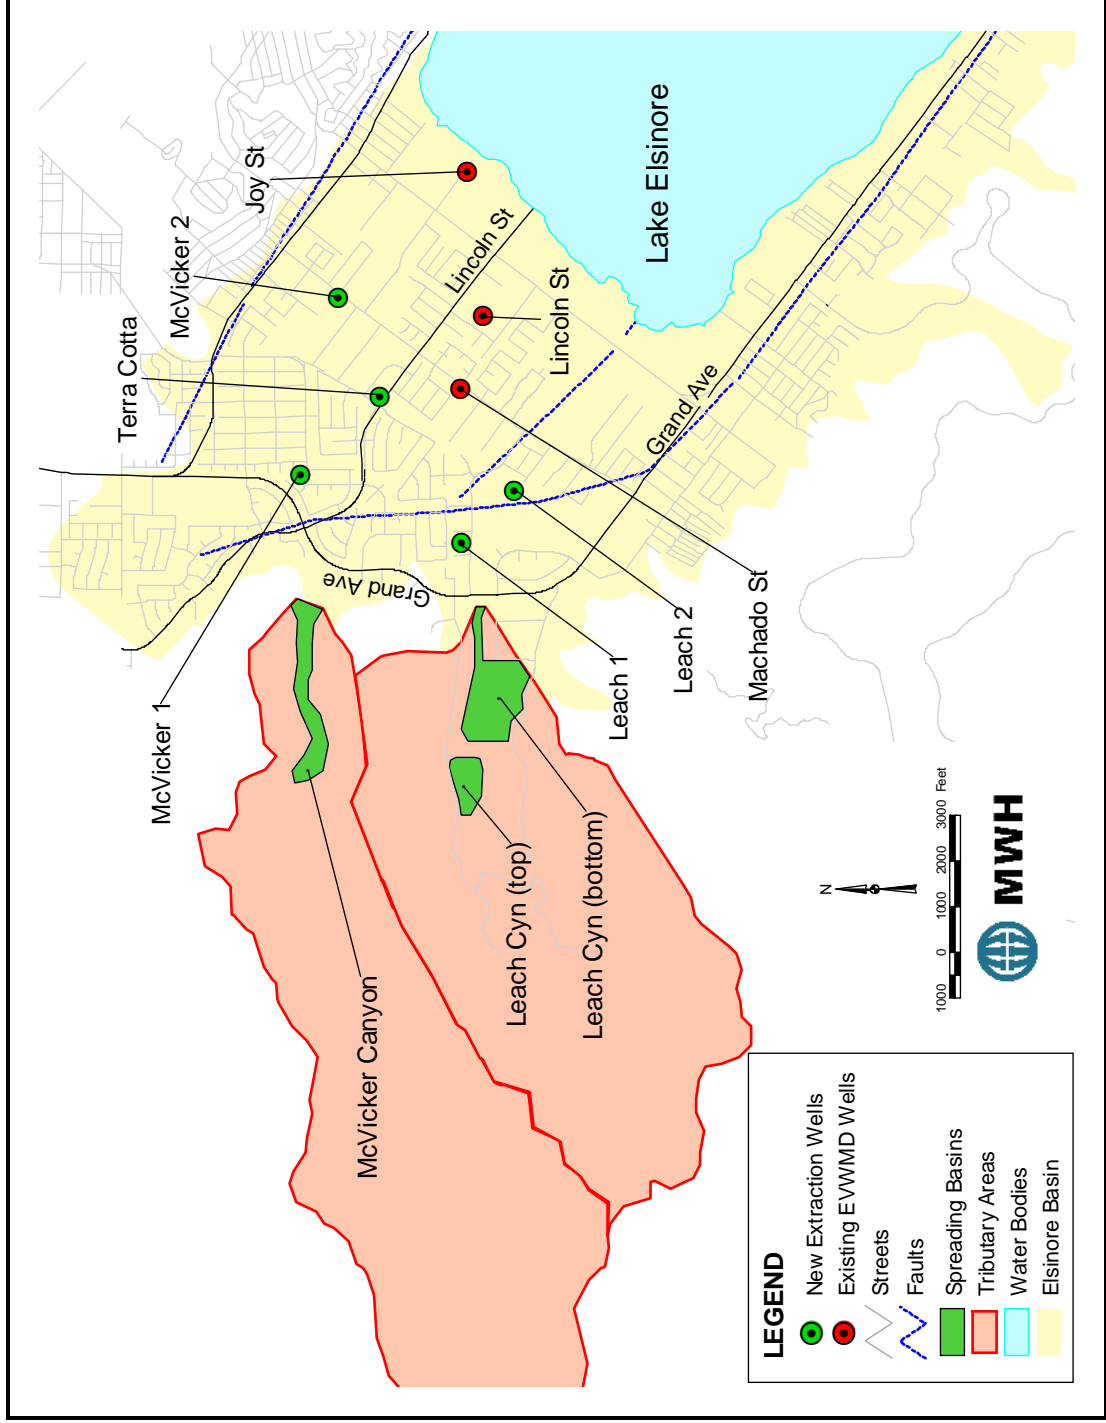 Joy St
McVicker 2
Terra Cotta
Lincoln St
Lincoln St
Lake Elsinore
Grand Ave
Grand Ave
McVicker 1
Leach 1
Leach 2
Machado St
McVicker Canyon
Leach Cyn (top)
Leach Cyn (bottom)
N
1000 0 1000 2000 3000 Feet
MWH
LEGEND
New Extraction Wells
Existing EVWMD Wells
Streets
Faults
Spreading Basins
Tributary Areas
Water Bodies
Elsinore Basin